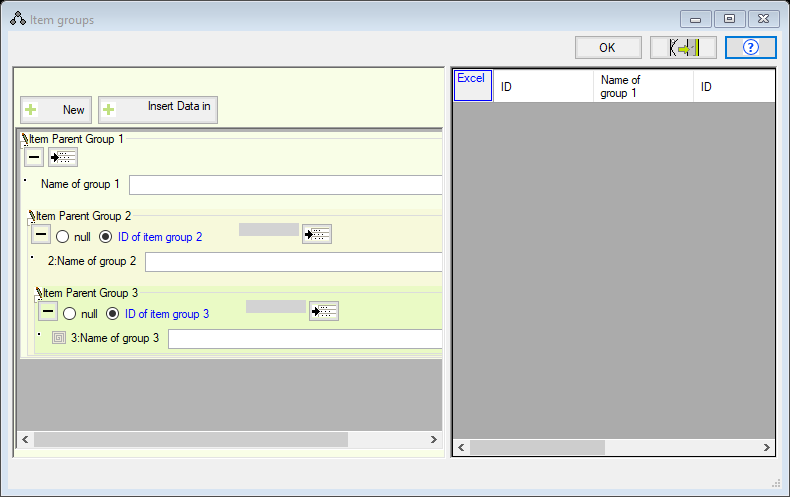 Item groups
OK
?
New
Insert Data in
Item Parent Group 1
Name of group 1
Item Parent Group 2
null
ID of item group 2
2:Name of group 2
Item Parent Group 3
null
ID of item group 3
3:Name of group 3
Excel
ID
Name of
group 1
ID